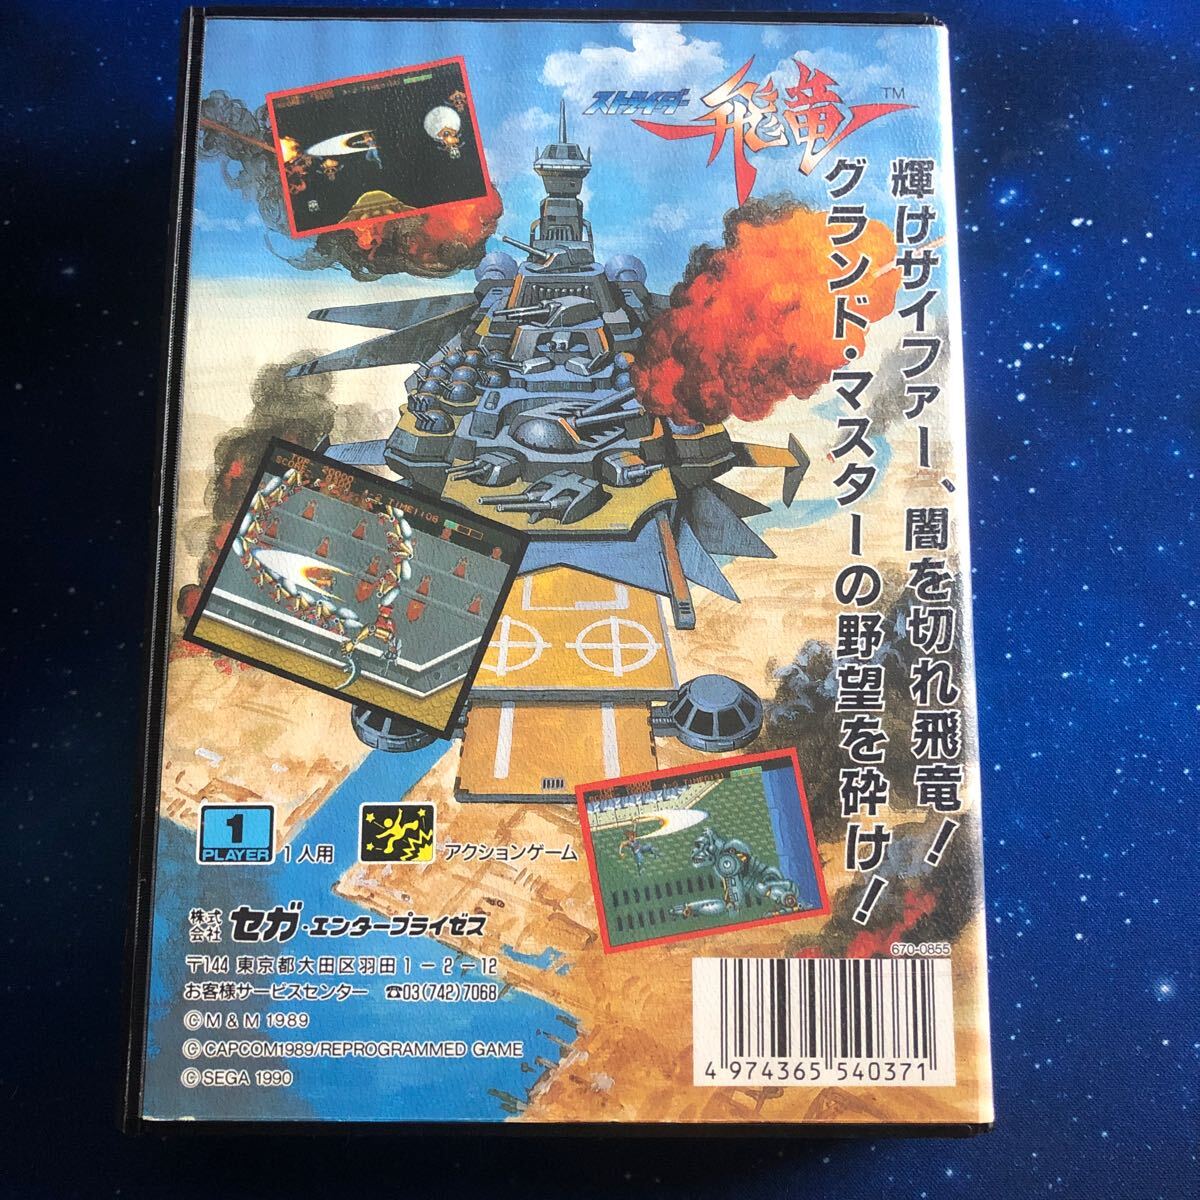 ストライダー飛竜™
輝けサイファー、闇を切れ飛竜!
グランド・マスターの野望を砕け!
TIME1:08
1
PLAYER
1人用
アクションゲーム
株式会社 セガ・エンタープライゼス
〒144 東京都大田区羽田1-2-12
お客様サービスセンター ☎03(742)7068
©M & M 1989
©CAPCOM1989/REPROGRAMMED GAME
©SEGA 1990
670-0855
4 974365 540371